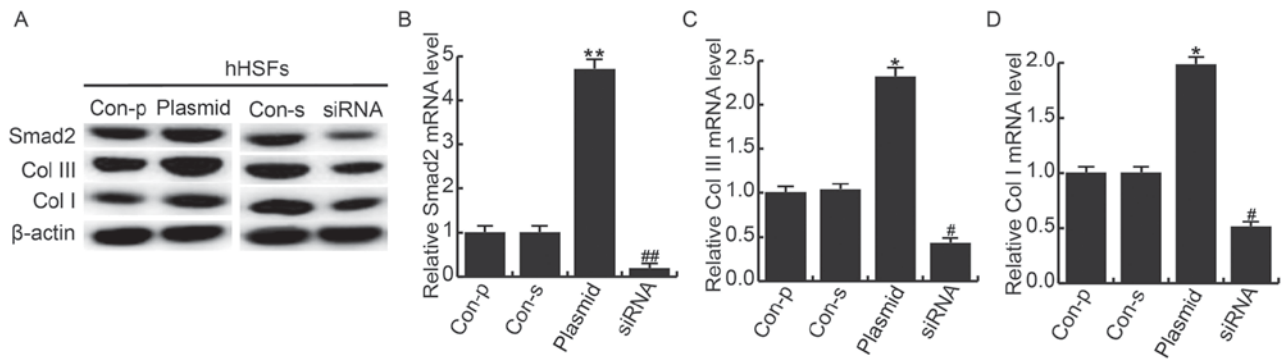 A
hHSFs
Con-p Plasmid Con-s siRNA
Smad2
Col III
Col I
β-actin
B
Relative Smad2 mRNA level
5
4
3
2
1
0
**
##
Con-p
Con-s
Plasmid
siRNA
C
Relative Col III mRNA level
2.5
2.0
1.5
1.0
0.5
0.0
*
#
Con-p
Con-s
Plasmid
siRNA
D
Relative Col I mRNA level
2.0
1.5
1.0
0.5
0.0
*
#
Con-p
Con-s
Plasmid
siRNA